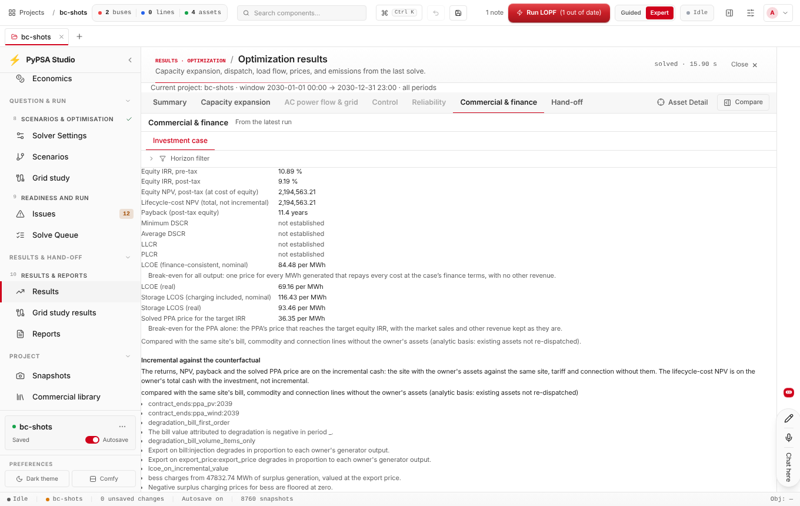 Projects / bc-shots 2 buses 0 lines 4 assets Search components... Ctrl K 1 note Run LOPF (1 out of date) Guided Expert Idle A
bc-shots
PyPSA Studio
Economics
QUESTION & RUN
SCENARIOS & OPTIMISATION
Solver Settings
Scenarios
Grid study
READINESS AND RUN
Issues 12
Solve Queue
RESULTS & HAND-OFF
RESULTS & REPORTS
Results
Grid study results
Reports
PROJECT
Snapshots
Commercial library
bc-shots
Saved Autosave
PREFERENCES
Dark theme Comfy
RESULTS · OPTIMIZATION / Optimization results
Capacity expansion, dispatch, load flow, prices, and emissions from the last solve.
solved · 15.90 s Close
Current project: bc-shots · window 2030-01-01 00:00 → 2030-12-31 23:00 · all periods
Summary Capacity expansion AC power flow & grid Control Reliability Commercial & finance Hand-off Asset Detail Compare
Commercial & finance From the latest run
Investment case
Horizon filter
Equity IRR, pre-tax 10.89 %
Equity IRR, post-tax 9.19 %
Equity NPV, post-tax (at cost of equity) 2,194,563.21
Lifecycle-cost NPV (total, not incremental) 2,194,563.21
Payback (post-tax equity) 11.4 years
Minimum DSCR not established
Average DSCR not established
LLCR not established
PLCR not established
LCOE (finance-consistent, nominal) 84.48 per MWh
Break-even for all output: one price for every MWh generated that repays every cost at the case's finance terms, with no other revenue.
LCOE (real) 69.16 per MWh
Storage LCOS (charging included, nominal) 116.43 per MWh
Storage LCOS (real) 93.46 per MWh
Solved PPA price for the target IRR 36.35 per MWh
Break-even for the PPA alone: the PPA's price that reaches the target equity IRR, with the market sales and other revenue kept as they are.
Compared with the same site's bill, commodity and connection lines without the owner's assets (analytic basis: existing assets not re-dispatched).
Incremental against the counterfactual
The returns, NPV, payback and the solved PPA price are on the incremental cash: the site with the owner's assets against the same site, tariff and connection without them. The lifecycle-cost NPV is on the
owner's total cash with the investment, not incremental.
compared with the same site's bill, commodity and connection lines without the owner's assets (analytic basis: existing assets not re-dispatched)
contract_ends:ppa_pv:2039
contract_ends:ppa_wind:2039
degradation_bill_first_order
The bill value attributed to degradation is negative in period _.
degradation_bill_volume_items_only
Export on bill:injection degrades in proportion to each owner's generator output.
Export on export_price:export_price degrades in proportion to each owner's generator output.
lcoe_on_incremental_value
bess charges from 47832.74 MWh of surplus generation, valued at the export price.
Negative surplus charging prices for bess are floored at zero.
Chat here
Idle bc-shots 0 unsaved changes Autosave on 8760 snapshots Obj: —